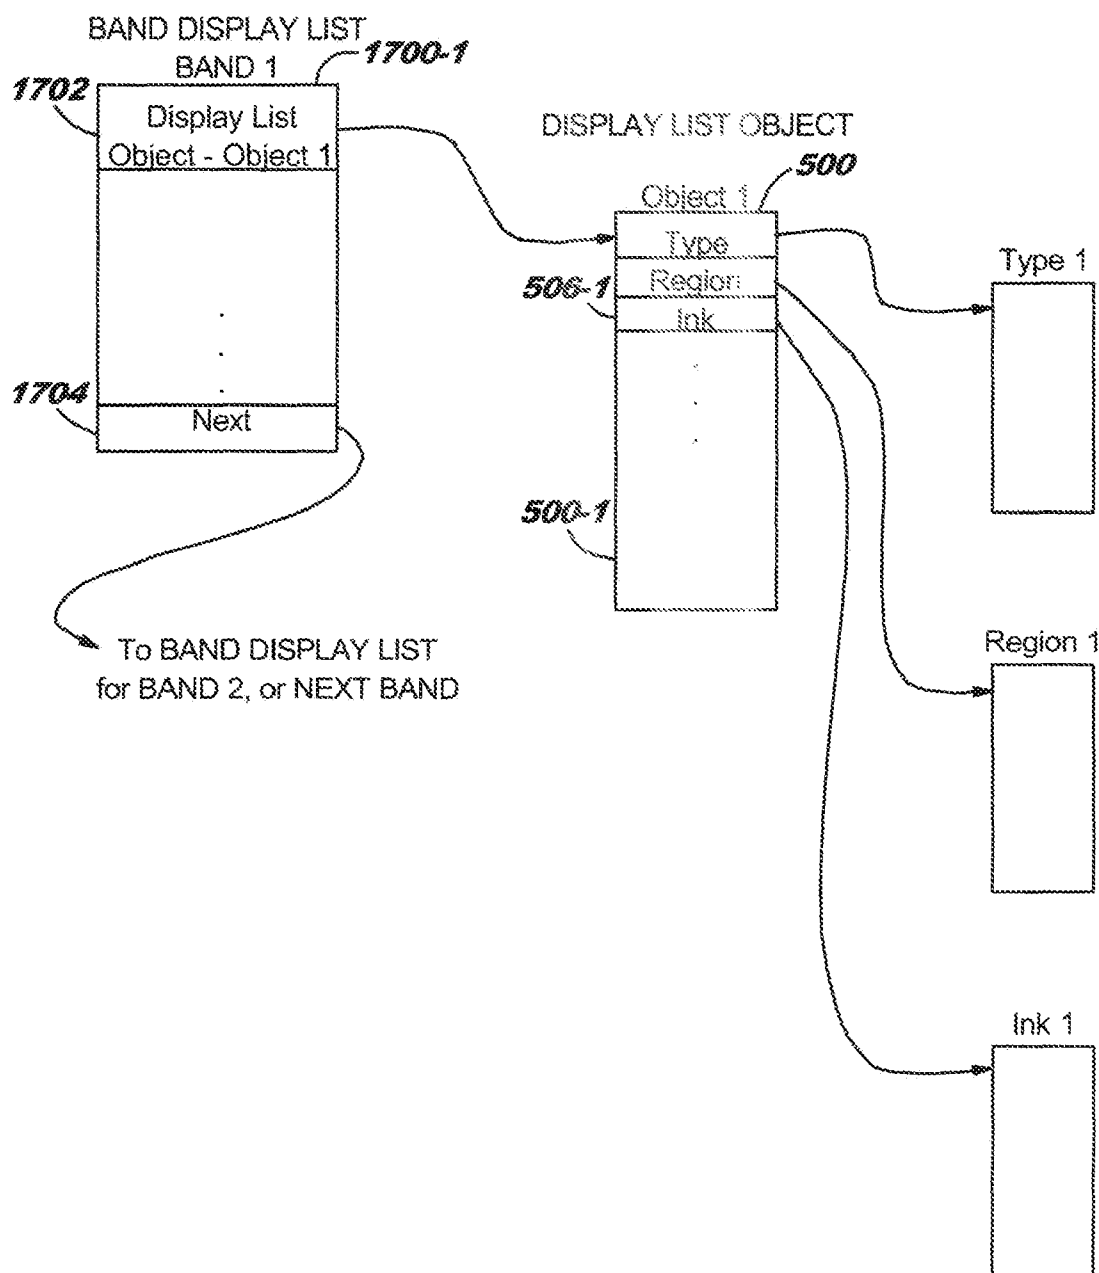 BAND DISPLAY LIST
BAND 1
1700-1
1702
Display List
Object - Object 1
DISPLAY LIST OBJECT
500
Object 1
Type
Type 1
Region
506-1
Ink
1704
Next
500-1
To BAND DISPLAY LIST
for BAND 2, or NEXT BAND
Region 1
Ink 1